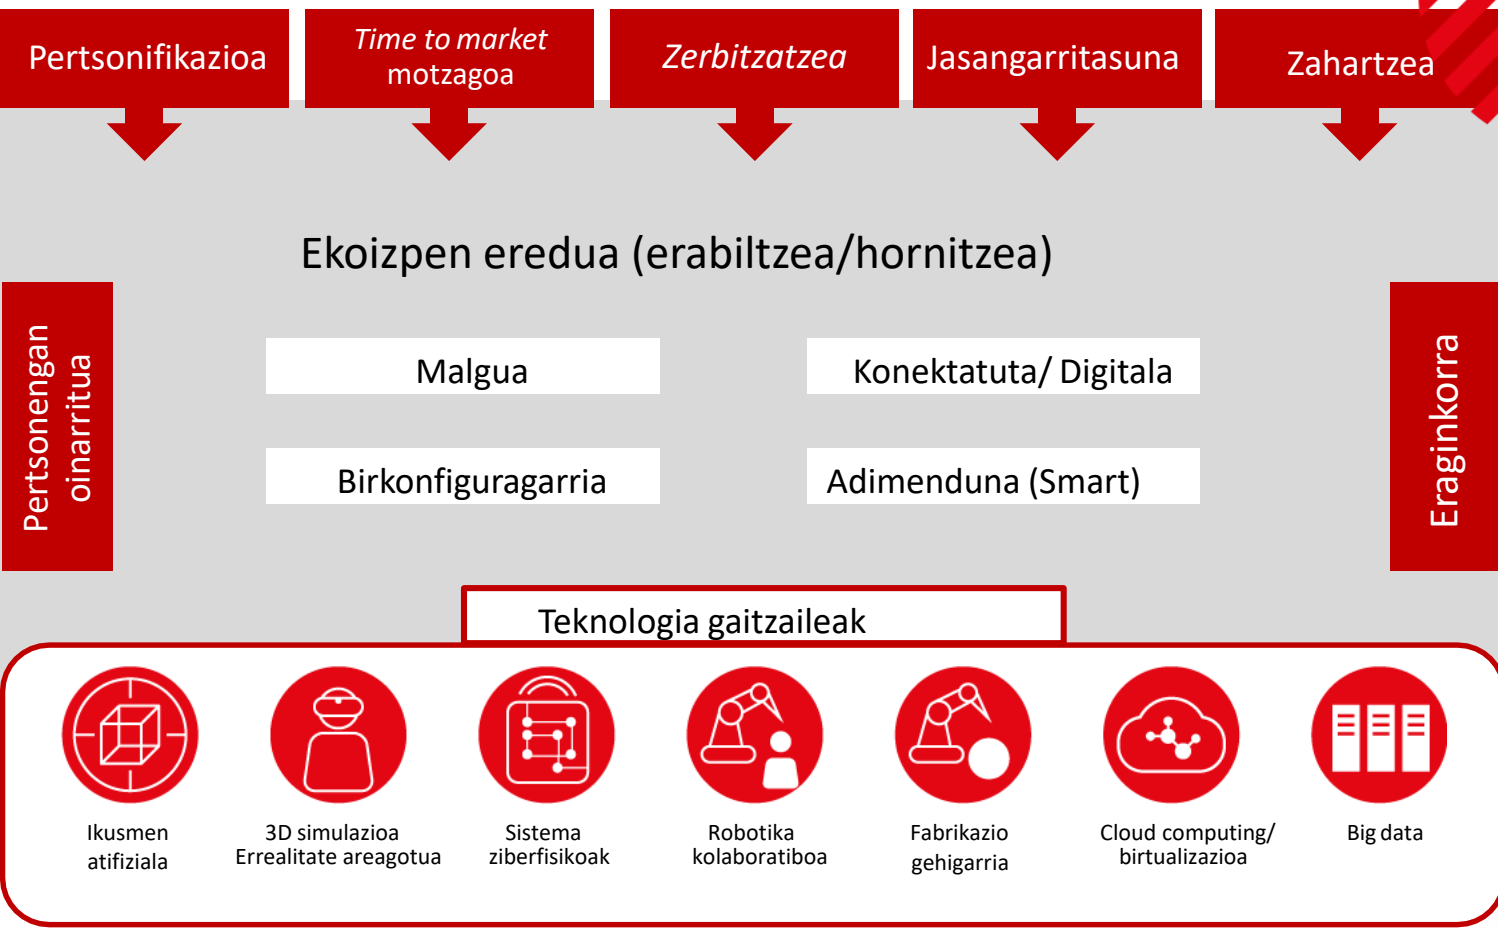 Pertsonifikazioa
Time to market
motzagoa
Zerbitzatzea
Jasangarritasuna
Zahartzea
Ekoizpen eredua (erabiltzea/hornitzea)
Pertsonengan
oinarritua
Malgua
Konektatuta/ Digitala
Birkonfiguragarria
Adimenduna (Smart)
Eraginkorra
Teknologia gaitzaileak
Ikusmen
atifiziala
3D simulazioa
Errealitate areagotua
Sistema
ziberfisikoak
Robotika
kolaboratiboa
Fabrikazio
gehigarria
Cloud computing/
birtualizazioa
Big data